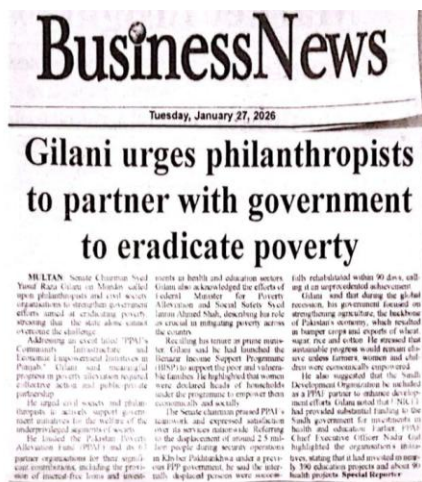 BusinessNews
Tuesday, January 27, 2026
Gilani urges philanthropists
to partner with government
to eradicate poverty
MULTAN: Senate Chairman Syed
Yusuf Raza Gilani on Monday called
upon philanthropists and civil society
organisations to strengthen government
efforts aimed at eradicating poverty,
stressing that the state alone cannot
overcome the challenge.
Addressing an event titled "PPAF's
Community Infrastructure and
Economic Empowerment Initiatives in
Punjab," Gilani said meaningful
progress in poverty alleviation required
collective action and public-private
partnership.
He urged civil society and philan-
thropists to actively support govern-
ment initiatives for the welfare of the
underprivileged segments of society.
He lauded the Pakistan Poverty
Alleviation Fund (PPAF) and its 63
partner organisations for their signifi-
cant contributions, including the provi-
sion of interest-free loans and invest-
ments in health and education sectors.
Gilani also acknowledged the efforts of
Federal Minister for Poverty
Alleviation and Social Safety Syed
Imran Ahmed Shah, describing his role
as crucial in mitigating poverty across
the country.
Recalling his tenure as prime minis-
ter, Gilani said he had launched the
Benazir Income Support Programme
(BISP) to support the poor and vulnera-
ble families. He highlighted that women
were declared heads of households
under the programme to empower them
economically and socially.
The Senate chairman praised PPAF's
teamwork and expressed satisfaction
over its services nationwide. Referring
to the displacement of around 2.5 mil-
lion people during security operations
in Khyber Pakhtunkhwa under a previ-
ous PPP government, he said the inter-
nally displaced persons were success-
fully rehabilitated within 90 days, call-
ing it an unprecedented achievement.
Gilani said that during the global
recession, his government focused on
strengthening agriculture, the backbone
of Pakistan's economy, which resulted
in bumper crops and exports of wheat,
sugar, rice and cotton. He stressed that
sustainable progress would remain elu-
sive unless farmers, women and chil-
dren were economically empowered.
He also suggested that the Sindh
Development Organization be included
as a PPAF partner to enhance develop-
ment efforts. Gilani noted that
had provided substantial funding to the
Sindh government for investments in
health and education. Earlier, PPAF
Chief Executive Officer Nadir Gul
highlighted the organization's initia-
tives, stating that it had invested in near-
ly 390 education projects and about 90
health projects. Special Reporter